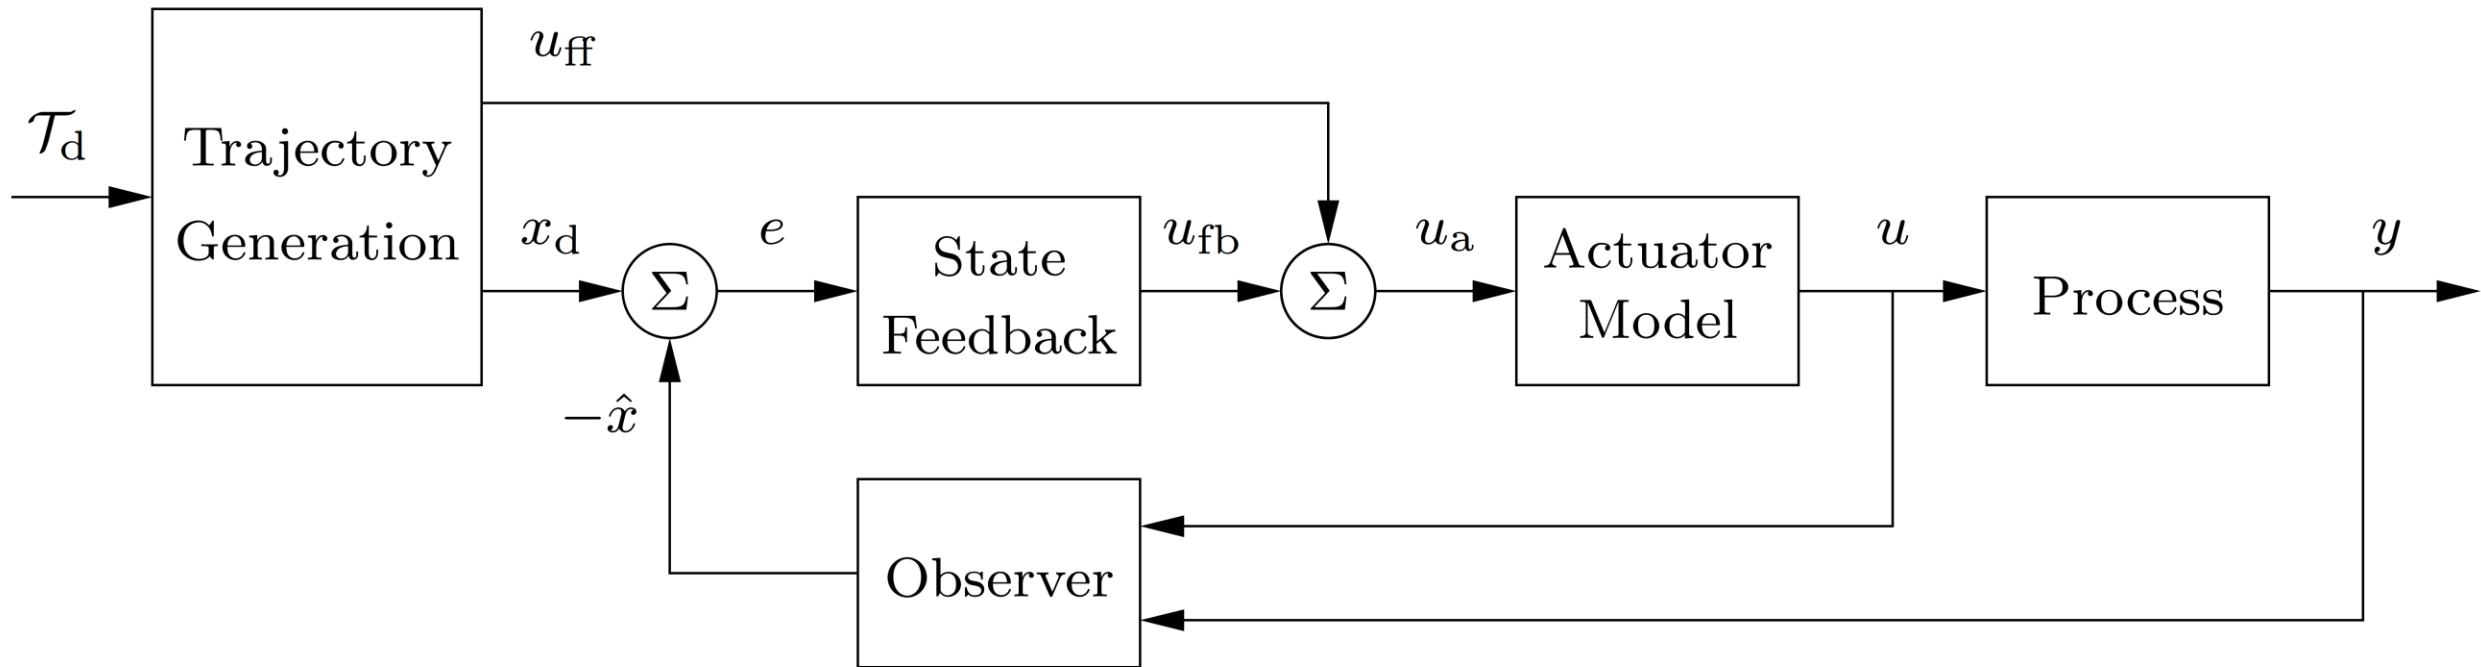 u_ff
𝒯_d
Trajectory
Generation
x_d
Σ
e
State
Feedback
u_fb
Σ
u_a
Actuator
Model
u
Process
y
−x̂
Observer